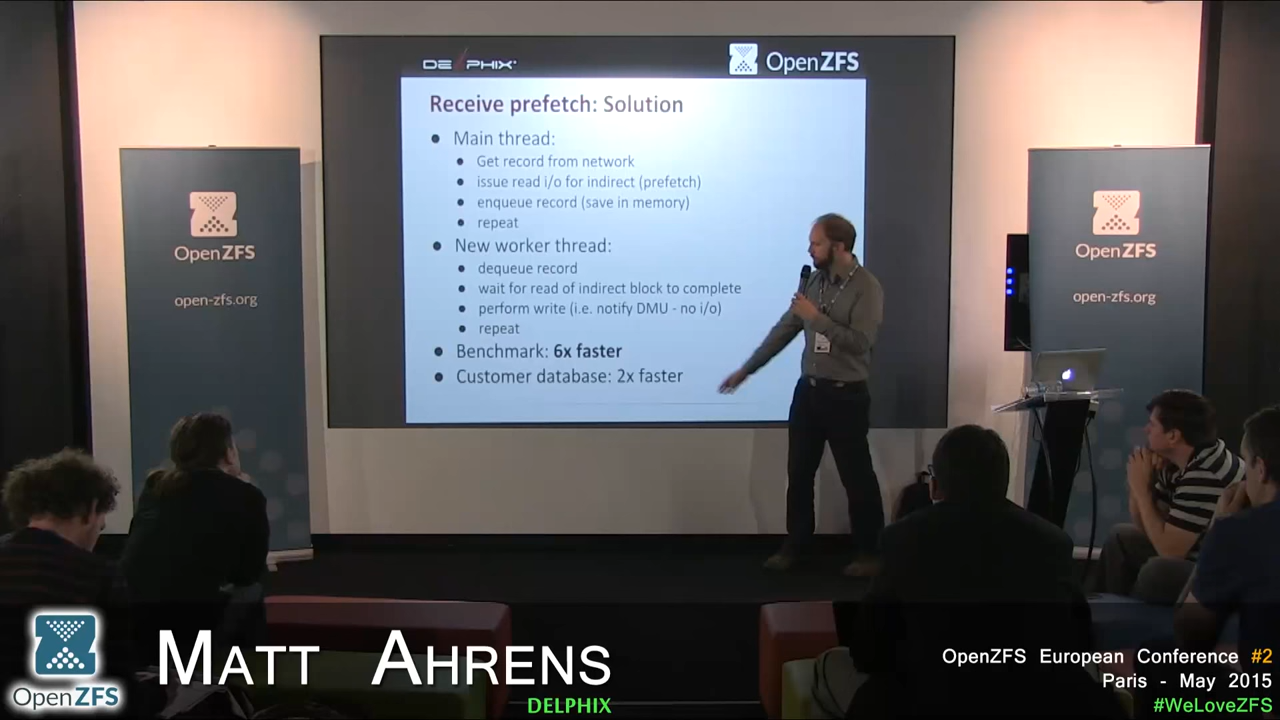 DELPHIX
OpenZFS
Receive prefetch: Solution
• Main thread:
• Get record from network
• issue read i/o for indirect (prefetch)
• enqueue record (save in memory)
• repeat
• New worker thread:
• dequeue record
• wait for read of indirect block to complete
• perform write (i.e. notify DMU - no i/o)
• repeat
• Benchmark: 6x faster
• Customer database: 2x faster
OpenZFS
open-zfs.org
OpenZFS
open-zfs.org
OpenZFS
MATT AHRENS
DELPHIX
OpenZFS European Conference #2
Paris - May 2015
#WeLoveZFS